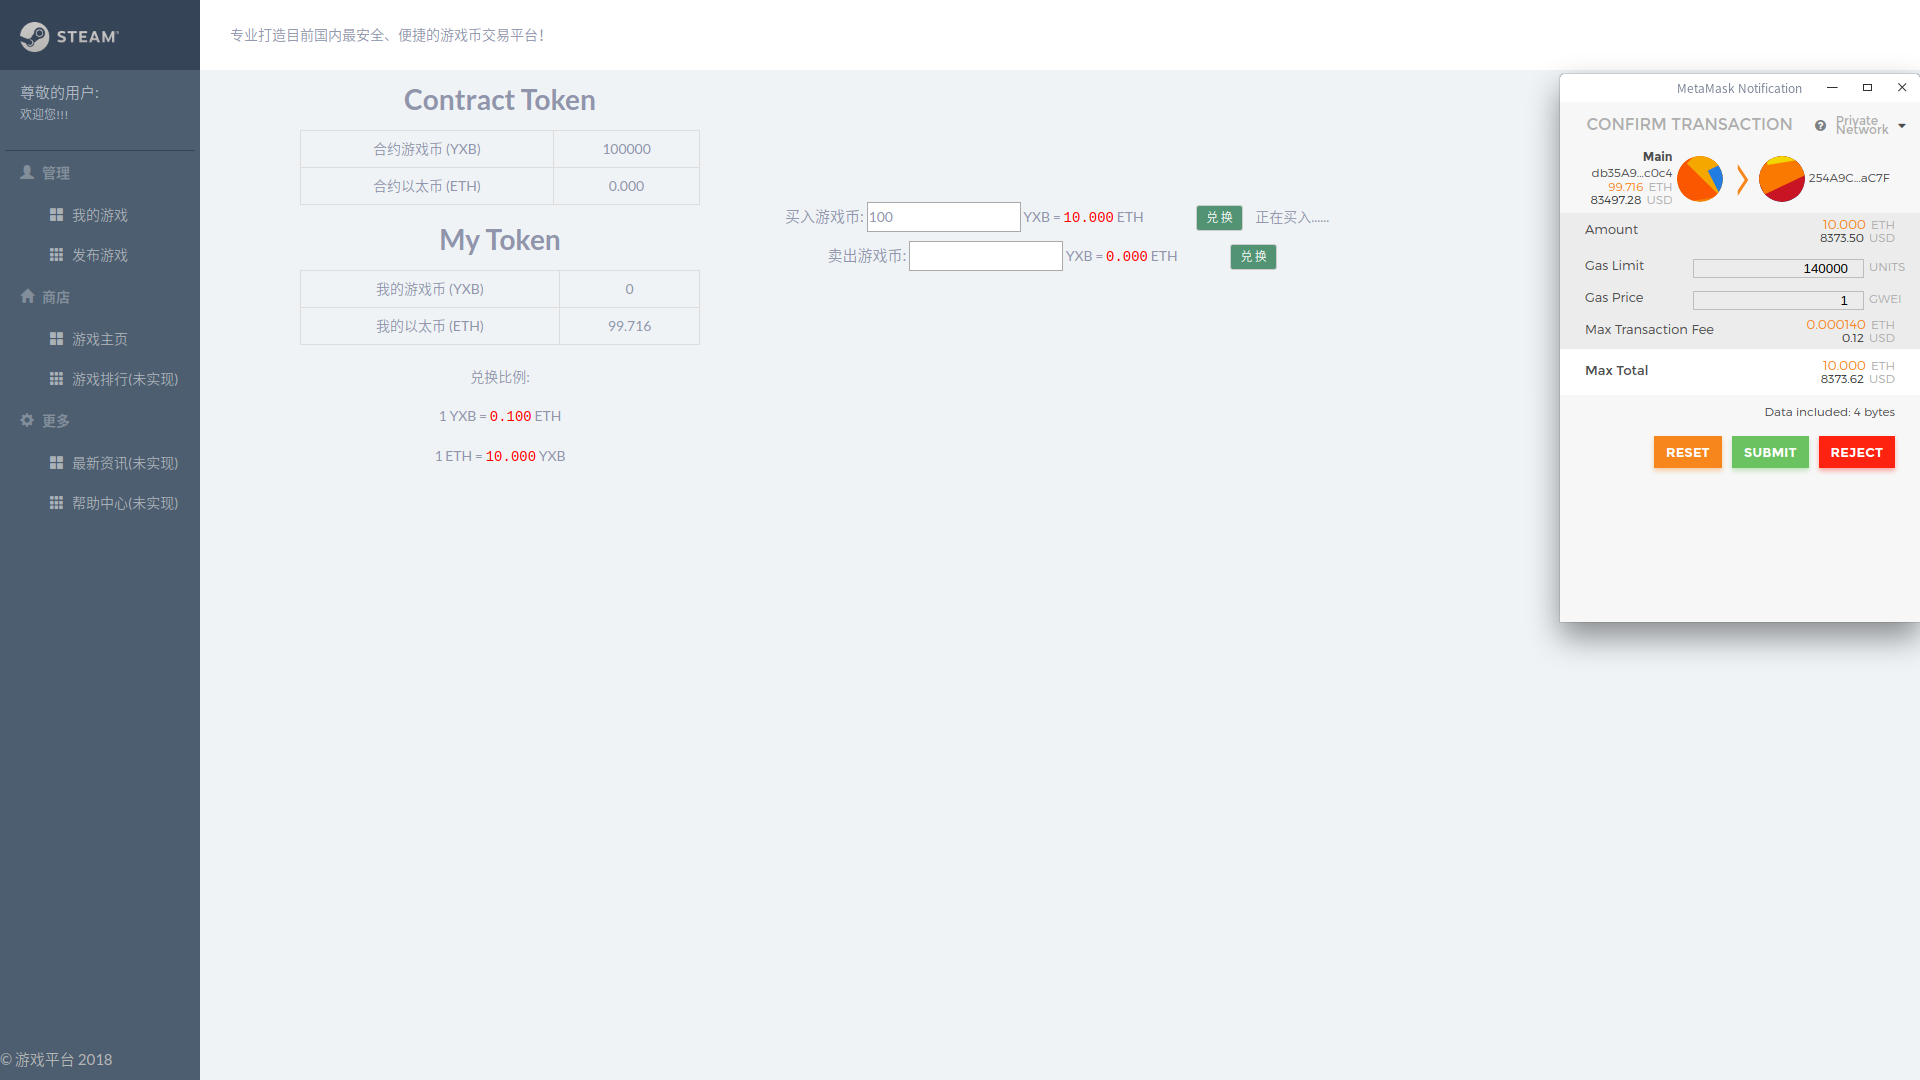 STEAM
专业打造目前国内最安全、便捷的游戏币交易平台!
尊敬的用户:
欢迎您!!!
管理
我的游戏
发布游戏
商店
游戏主页
游戏排行(未实现)
更多
最新资讯(未实现)
帮助中心(未实现)
© 游戏平台 2018
Contract Token
合约游戏币 (YXB) 100000
合约以太币 (ETH) 0.000
My Token
我的游戏币 (YXB) 0
我的以太币 (ETH) 99.716
兑换比例:
1 YXB = 0.100 ETH
1 ETH = 10.000 YXB
买入游戏币: 100 YXB = 10.000 ETH 兑 换 正在买入......
卖出游戏币: YXB = 0.000 ETH 兑 换
MetaMask Notification
CONFIRM TRANSACTION
Private Network
Main
db35A9...c0c4
99.716 ETH
83497.28 USD
254A9C...aC7F
Amount 10.000 ETH
8373.50 USD
Gas Limit 140000 UNITS
Gas Price 1 GWEI
Max Transaction Fee 0.000140 ETH
0.12 USD
Max Total 10.000 ETH
8373.62 USD
Data included: 4 bytes
RESET SUBMIT REJECT